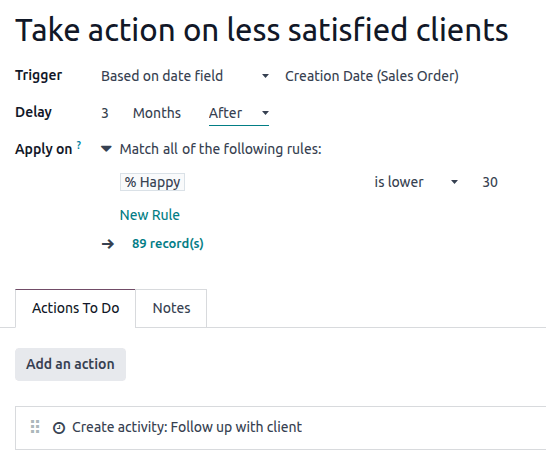 Take action on less satisfied clients
Trigger Based on date field Creation Date (Sales Order)
Delay 3 Months After
Apply on ? Match all of the following rules:
% Happy is lower 30
New Rule
89 record(s)
Actions To Do Notes
Add an action
Create activity: Follow up with client